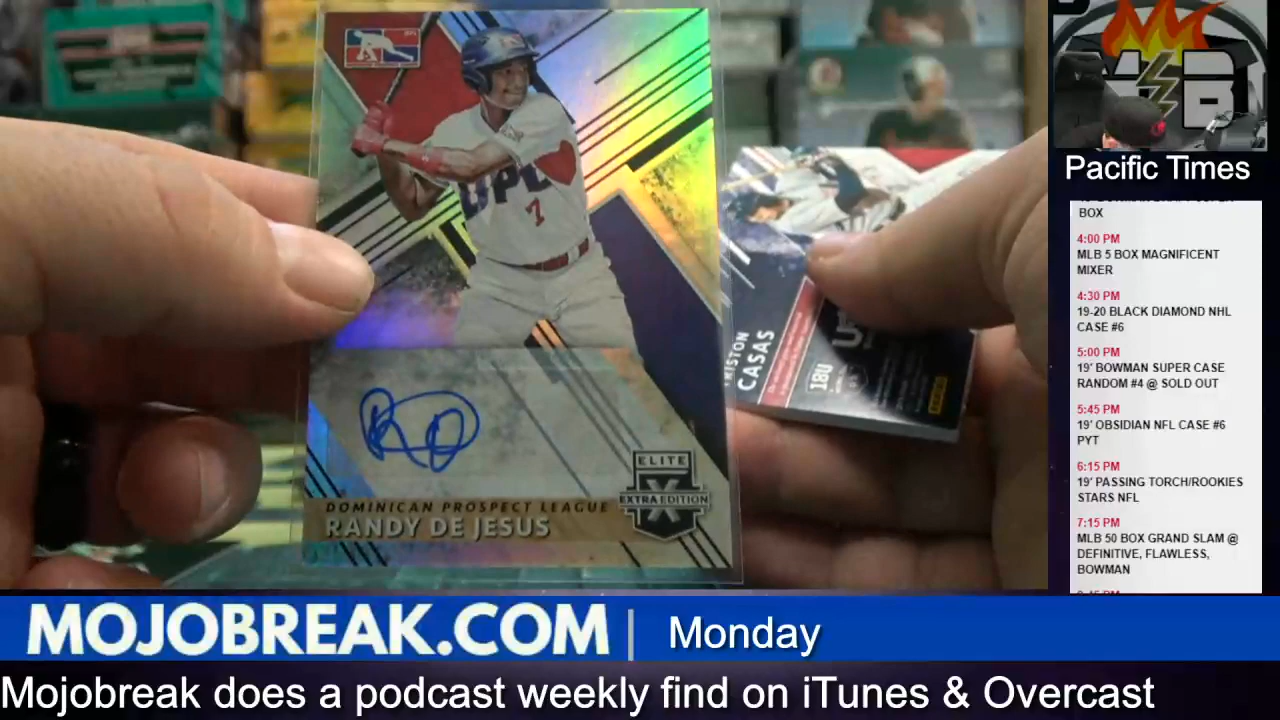 UPL
7
ELITE
X
EXTRA EDITION
DOMINICAN PROSPECT LEAGUE
RANDY DE JESUS
CASAS
18U
PANINI
MB
Pacific Times
BOX
4:00 PM
MLB 5 BOX MAGNIFICENT
MIXER
4:30 PM
19-20 BLACK DIAMOND NHL
CASE #6
5:00 PM
19' BOWMAN SUPER CASE
RANDOM #4 @ SOLD OUT
5:45 PM
19' OBSIDIAN NFL CASE #6
PYT
6:15 PM
19' PASSING TORCH/ROOKIES
STARS NFL
7:15 PM
MLB 50 BOX GRAND SLAM @
DEFINITIVE, FLAWLESS,
BOWMAN
MOJOBREAK.COM | Monday
Mojobreak does a podcast weekly find on iTunes & Overcast